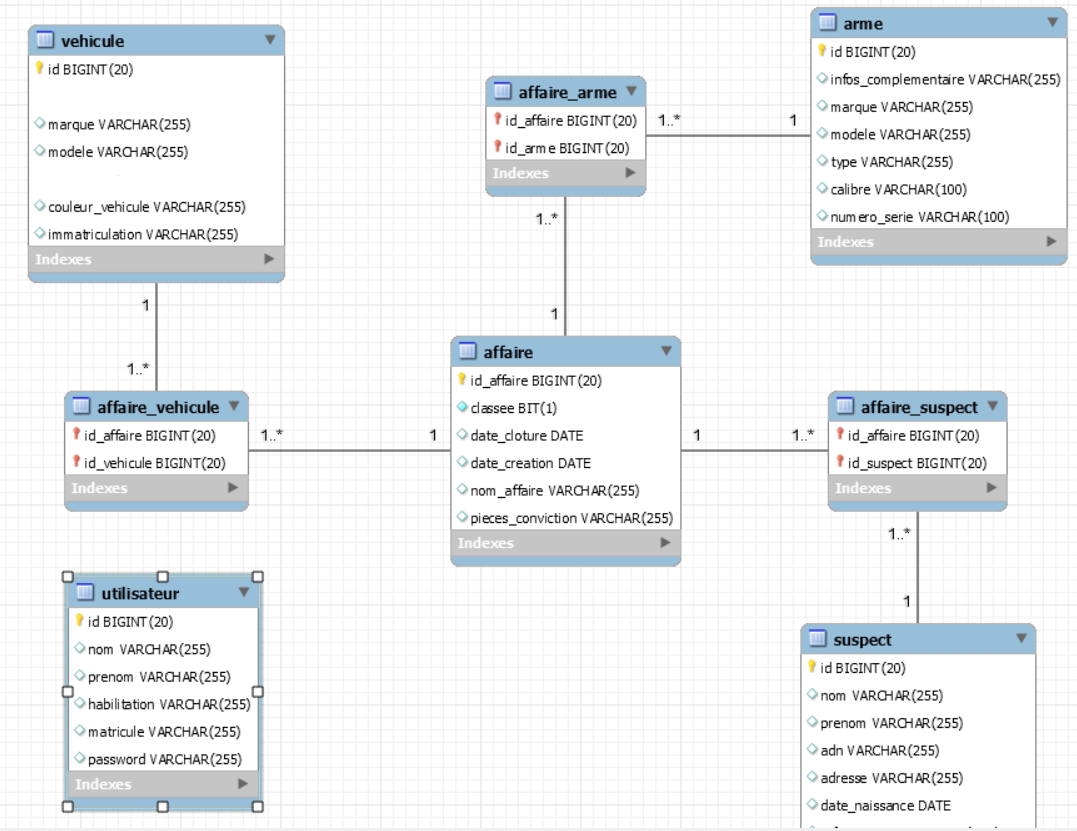 vehicule
id BIGINT(20)
marque VARCHAR(255)
modele VARCHAR(255)
couleur_vehicule VARCHAR(255)
immatriculation VARCHAR(255)
Indexes
1
1..*
affaire_arme
id_affaire BIGINT(20)
id_arme BIGINT(20)
Indexes
1..*
1
1..*
1
arme
id BIGINT(20)
infos_complementaire VARCHAR(255)
marque VARCHAR(255)
modele VARCHAR(255)
type VARCHAR(255)
calibre VARCHAR(100)
numero_serie VARCHAR(100)
Indexes
affaire_vehicule
id_affaire BIGINT(20)
id_vehicule BIGINT(20)
Indexes
1..*
1
affaire
id_affaire BIGINT(20)
classee BIT(1)
date_cloture DATE
date_creation DATE
nom_affaire VARCHAR(255)
pieces_conviction VARCHAR(255)
Indexes
1
1..*
affaire_suspect
id_affaire BIGINT(20)
id_suspect BIGINT(20)
Indexes
1..*
1
utilisateur
id BIGINT(20)
nom VARCHAR(255)
prenom VARCHAR(255)
habilitation VARCHAR(255)
matricule VARCHAR(255)
password VARCHAR(255)
Indexes
suspect
id BIGINT(20)
nom VARCHAR(255)
prenom VARCHAR(255)
adn VARCHAR(255)
adresse VARCHAR(255)
date_naissance DATE